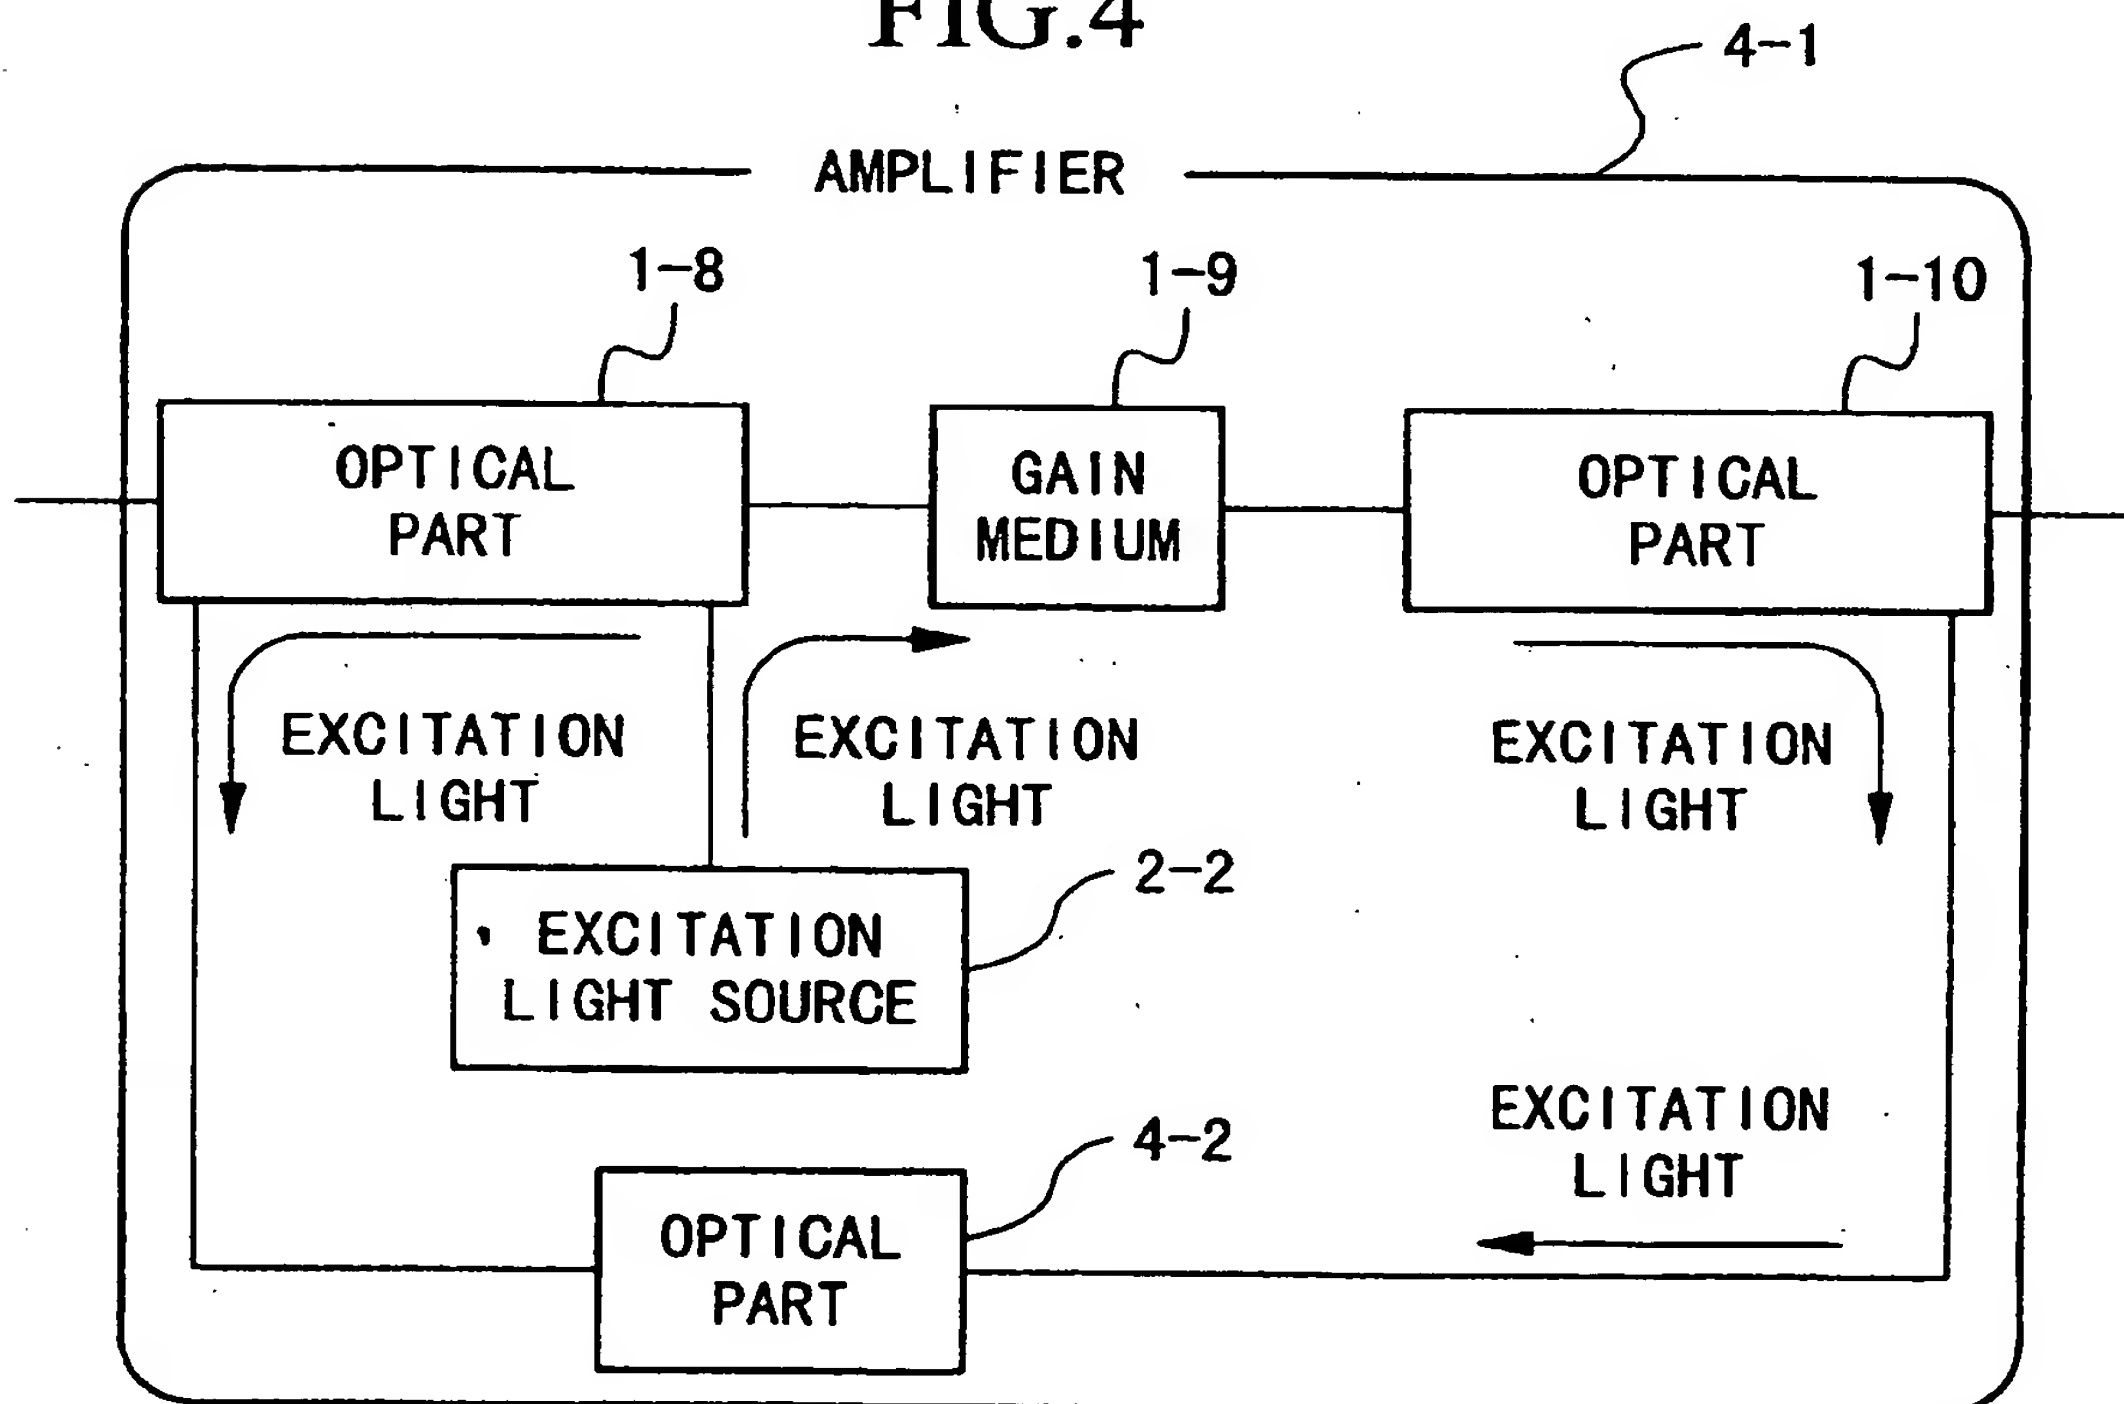 FIG.4
4-1
AMPLIFIER
1-8
1-9
1-10
OPTICAL
PART
GAIN
MEDIUM
OPTICAL
PART
EXCITATION
LIGHT
EXCITATION
LIGHT
EXCITATION
LIGHT
2-2
EXCITATION
LIGHT SOURCE
4-2
EXCITATION
LIGHT
OPTICAL
PART